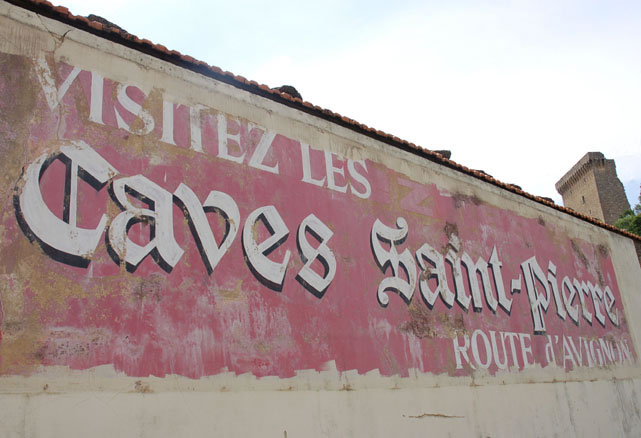 VISITEZ LES
Caves Saint-Pierre
ROUTE d'AVIGNON